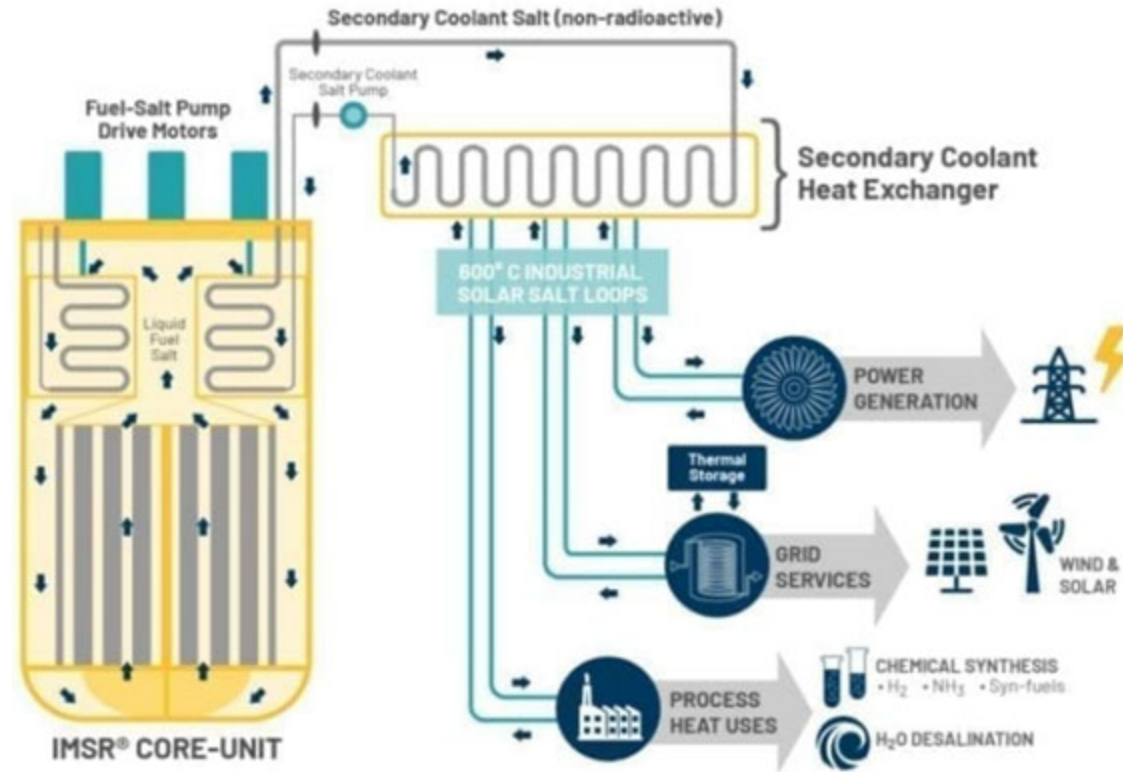 Secondary Coolant Salt (non-radioactive)
Secondary Coolant
Salt Pump
Fuel-Salt Pump
Drive Motors
Secondary Coolant
Heat Exchanger
600° C INDUSTRIAL
SOLAR SALT LOOPS
Liquid
Fuel
Salt
POWER
GENERATION
Thermal
Storage
GRID
SERVICES
WIND &
SOLAR
PROCESS
HEAT USES
CHEMICAL SYNTHESIS
• H₂ • NH₃ • Syn-fuels
H₂O DESALINATION
IMSR® CORE-UNIT